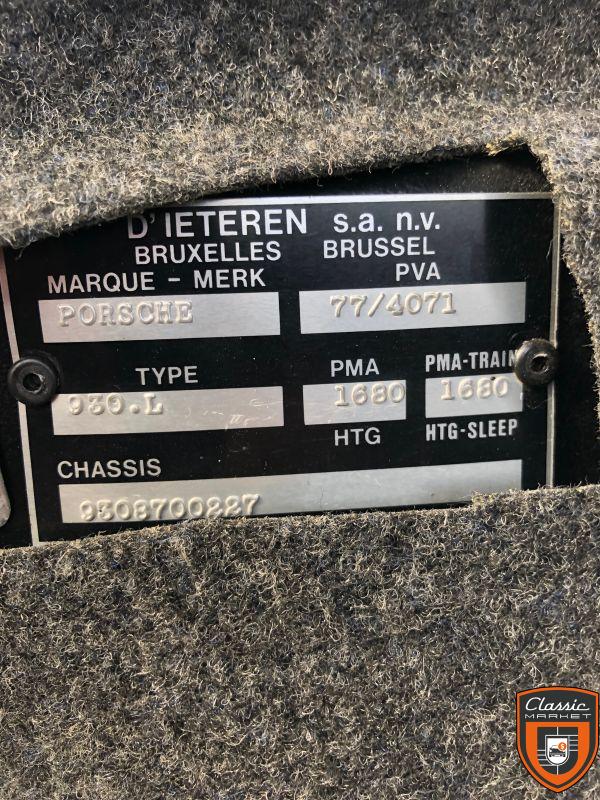 D'IETEREN s.a. n.v.
BRUXELLES BRUSSEL
MARQUE - MERK PVA
PORSCHE 77/4071
TYPE PMA PMA-TRAIN
930.L 1680 1680
HTG HTG-SLEEP
CHASSIS
9308700227
Classic
MARKET